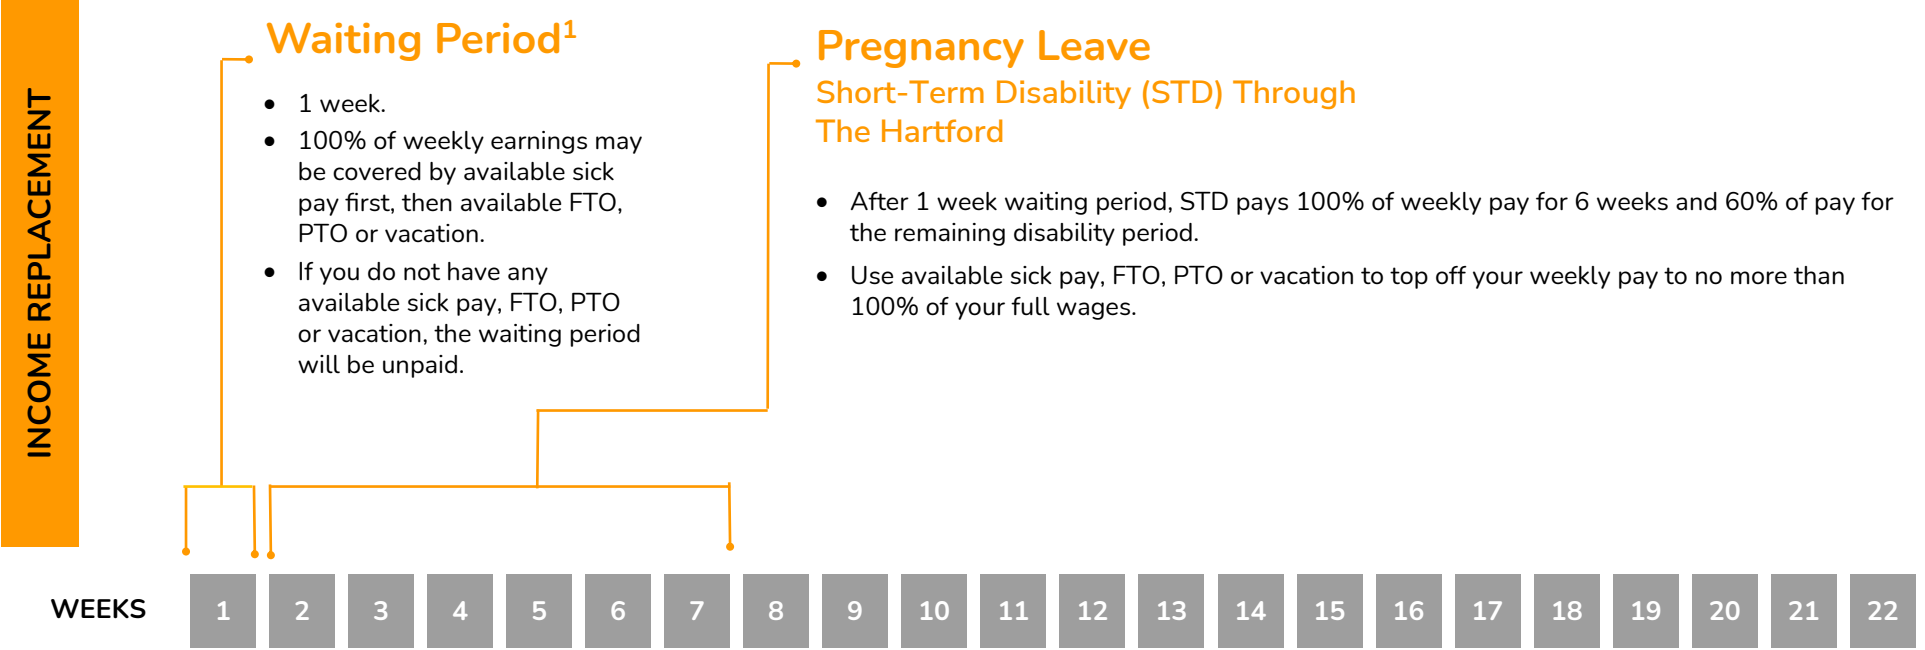 INCOME REPLACEMENT
Waiting Period¹
• 1 week.
• 100% of weekly earnings may
be covered by available sick
pay first, then available FTO,
PTO or vacation.
• If you do not have any
available sick pay, FTO, PTO
or vacation, the waiting period
will be unpaid.
Pregnancy Leave
Short-Term Disability (STD) Through
The Hartford
• After 1 week waiting period, STD pays 100% of weekly pay for 6 weeks and 60% of pay for
the remaining disability period.
• Use available sick pay, FTO, PTO or vacation to top off your weekly pay to no more than
100% of your full wages.
WEEKS 1 2 3 4 5 6 7 8 9 10 11 12 13 14 15 16 17 18 19 20 21 22